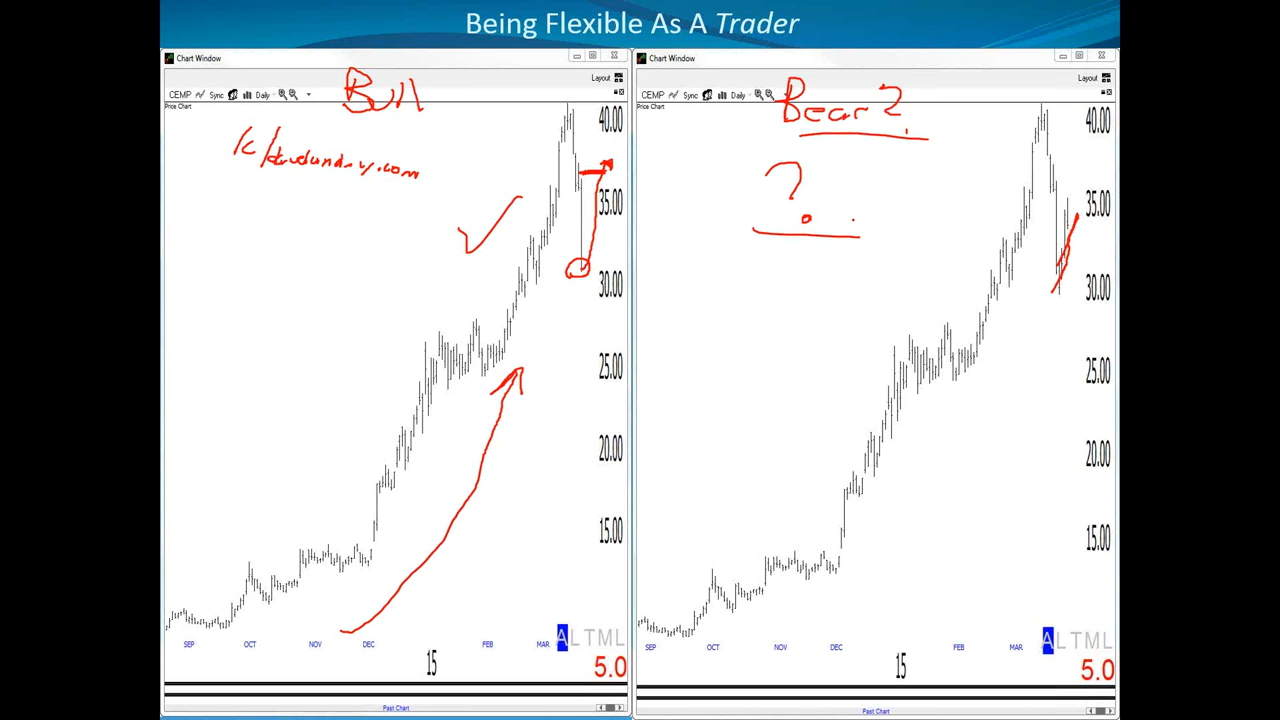 Being Flexible As A Trader
Chart Window
Layout
CEMP Sync Daily
Price Chart
Bull
40.00
35.00
30.00
25.00
20.00
15.00
SEP OCT NOV DEC FEB MAR
ALTML
15
5.0
Past Chart
Chart Window
Layout
CEMP Sync Daily
Price Chart
Bear?
?
40.00
35.00
30.00
25.00
20.00
15.00
SEP OCT NOV DEC FEB MAR
ALTML
15
5.0
Past Chart